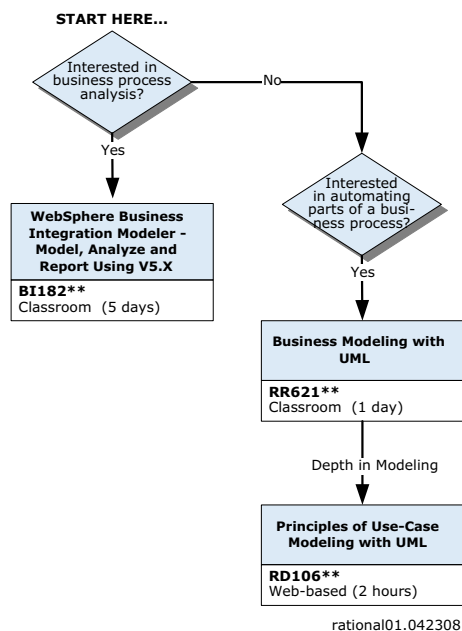 START HERE...
Interested in
business process
analysis?
No
Yes
Interested
in automating
parts of a busi-
ness process?
WebSphere Business
Integration Modeler -
Model, Analyze and
Report Using V5.X
BI182**
Classroom (5 days)
Yes
Business Modeling with
UML
RR621**
Classroom (1 day)
Depth in Modeling
Principles of Use-Case
Modeling with UML
RD106**
Web-based (2 hours)
rational01.042308